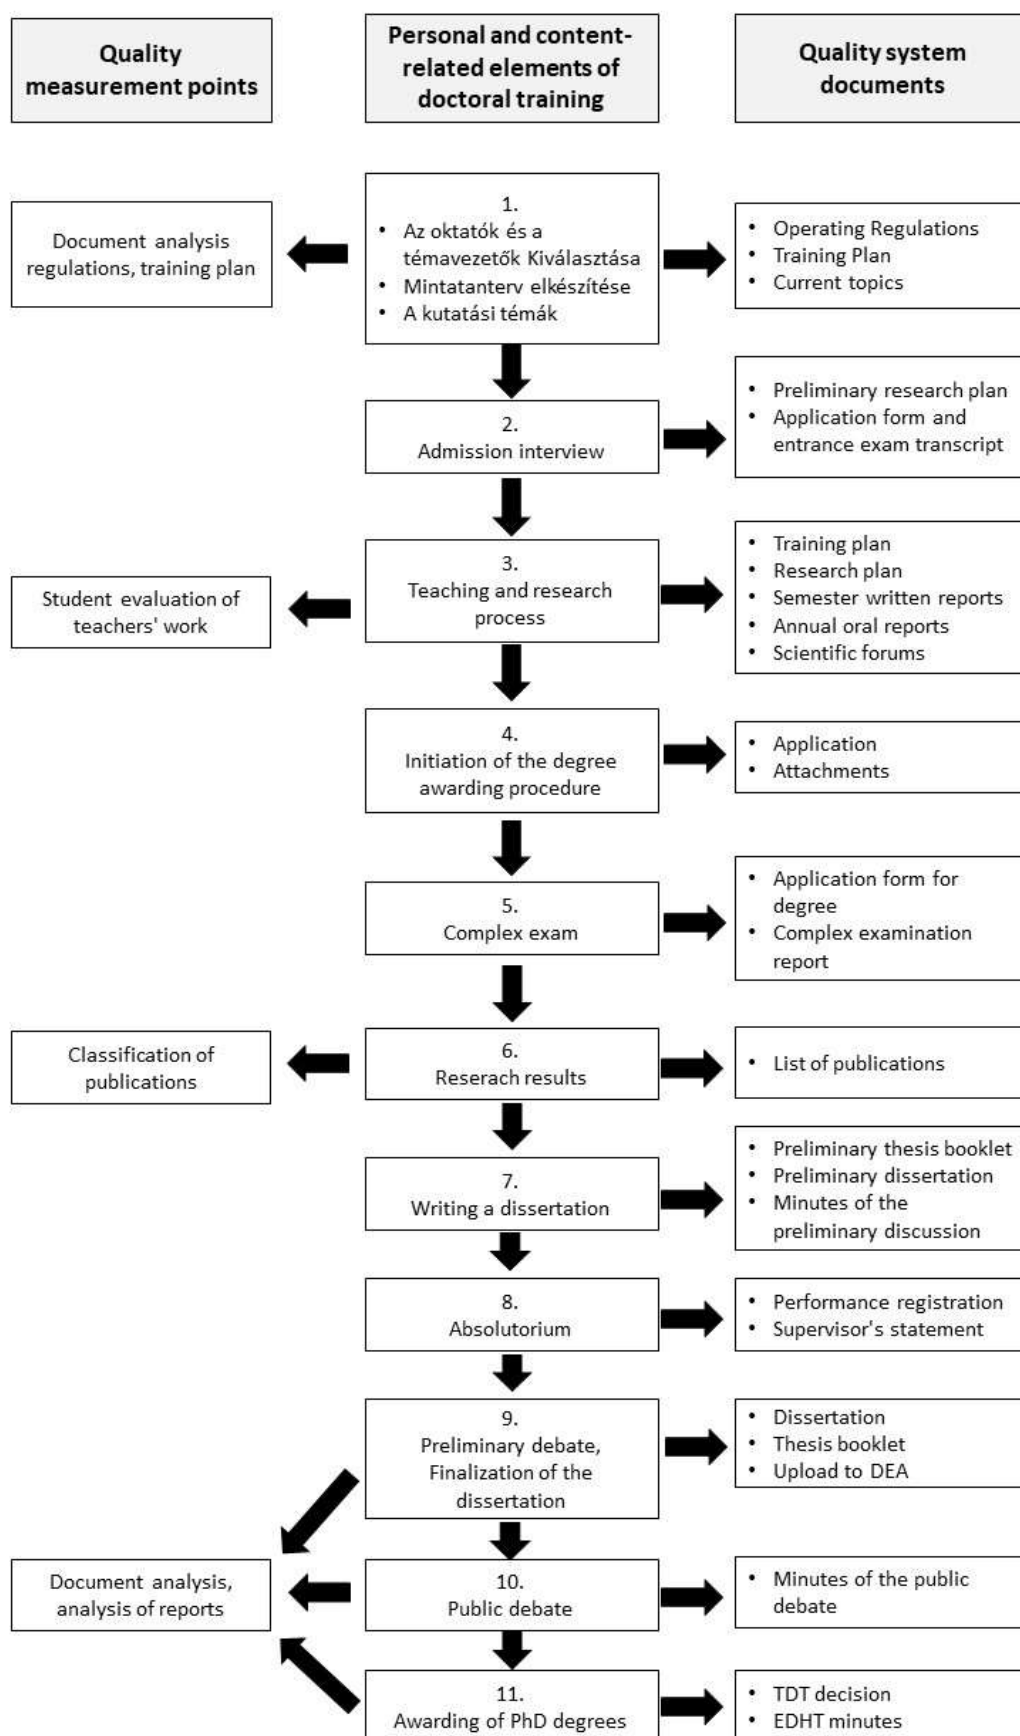 Quality
measurement points
Personal and content-
related elements of
doctoral training
Quality system
documents
Document analysis
regulations, training plan
1.
• Az oktatók és a
témavezetők Kiválasztása
• Mintatanterv elkészítése
• A kutatási témák
• Operating Regulations
• Training Plan
• Current topics
2.
Admission interview
• Preliminary research plan
• Application form and
entrance exam transcript
Student evaluation of
teachers' work
3.
Teaching and research
process
• Training plan
• Research plan
• Semester written reports
• Annual oral reports
• Scientific forums
4.
Initiation of the degree
awarding procedure
• Application
• Attachments
5.
Complex exam
• Application form for
degree
• Complex examination
report
Classification of
publications
6.
Reserach results
• List of publications
7.
Writing a dissertation
• Preliminary thesis booklet
• Preliminary dissertation
• Minutes of the
preliminary discussion
8.
Absolutorium
• Performance registration
• Supervisor's statement
9.
Preliminary debate,
Finalization of the
dissertation
• Dissertation
• Thesis booklet
• Upload to DEA
Document analysis,
analysis of reports
10.
Public debate
• Minutes of the public
debate
11.
Awarding of PhD degrees
• TDT decision
• EDHT minutes